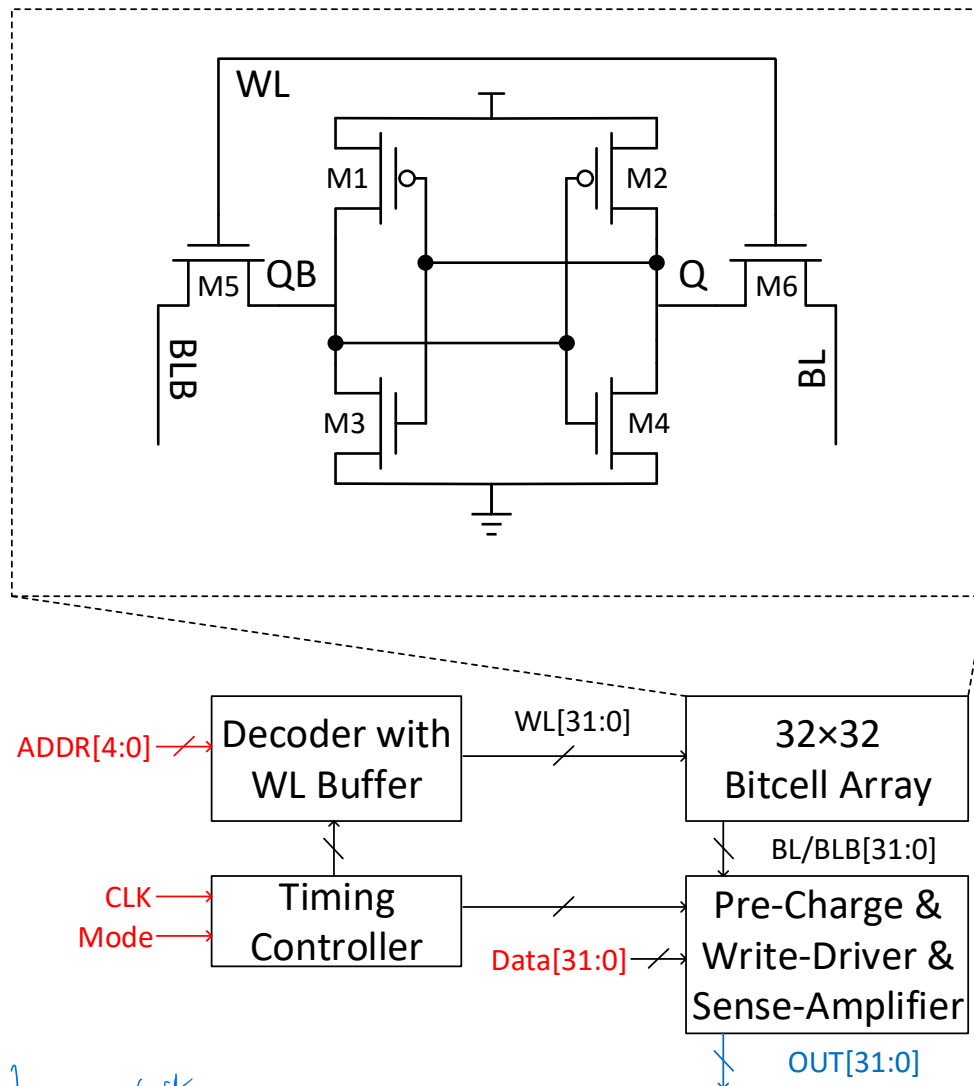 WL
M1
M2
M5
QB
Q
M6
BLB
BL
M3
M4
ADDR[4:0]
Decoder with
WL Buffer
WL[31:0]
32×32
Bitcell Array
BL/BLB[31:0]
CLK
Mode
Timing
Controller
Data[31:0]
Pre-Charge &
Write-Driver &
Sense-Amplifier
OUT[31:0]